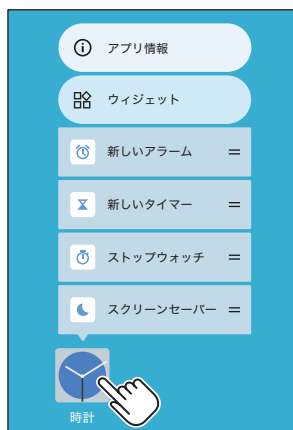 アプリ情報
ウィジェット
新しいアラーム
新しいタイマー
ストップウォッチ
スクリーンセーバー
時計